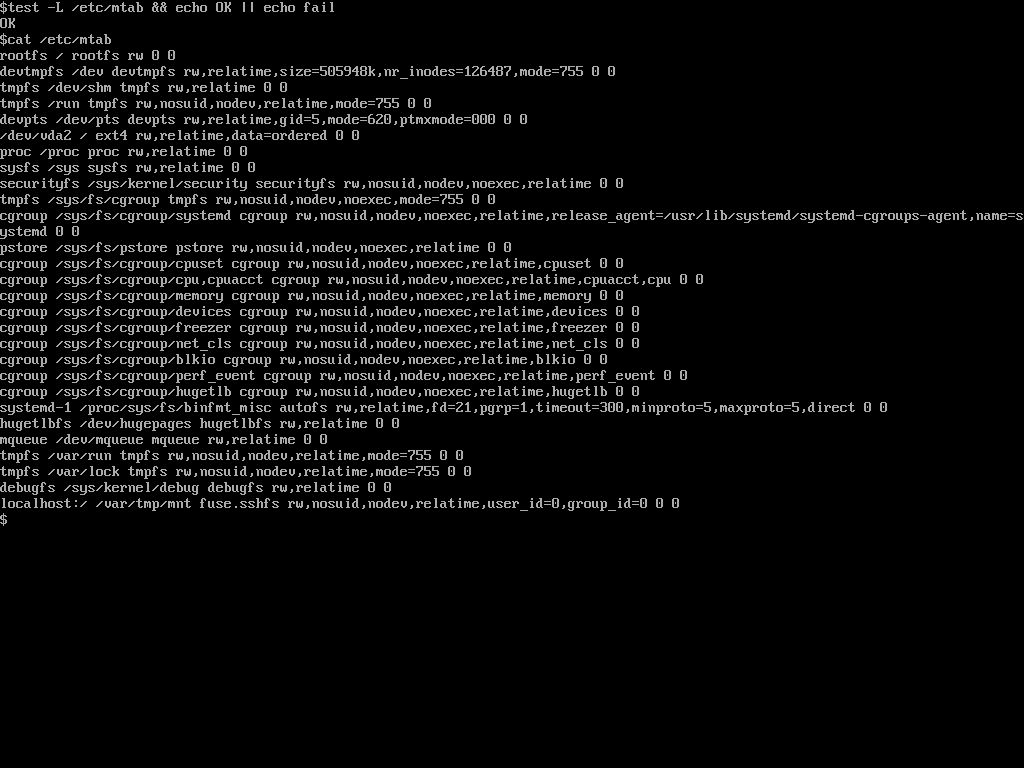 $test -L /etc/mtab && echo OK || echo fail
OK
$cat /etc/mtab
rootfs / rootfs rw 0 0
devtmpfs /dev devtmpfs rw,relatime,size=505948k,nr_inodes=126487,mode=755 0 0
tmpfs /dev/shm tmpfs rw,relatime 0 0
tmpfs /run tmpfs rw,nosuid,nodev,relatime,mode=755 0 0
devpts /dev/pts devpts rw,relatime,gid=5,mode=620,ptmxmode=000 0 0
/dev/vda2 / ext4 rw,relatime,data=ordered 0 0
proc /proc proc rw,relatime 0 0
sysfs /sys sysfs rw,relatime 0 0
securityfs /sys/kernel/security securityfs rw,nosuid,nodev,noexec,relatime 0 0
tmpfs /sys/fs/cgroup tmpfs rw,nosuid,nodev,noexec,mode=755 0 0
cgroup /sys/fs/cgroup/systemd cgroup rw,nosuid,nodev,noexec,relatime,release_agent=/usr/lib/systemd/systemd-cgroups-agent,name=s
ystemd 0 0
pstore /sys/fs/pstore pstore rw,nosuid,nodev,noexec,relatime 0 0
cgroup /sys/fs/cgroup/cpuset cgroup rw,nosuid,nodev,noexec,relatime,cpuset 0 0
cgroup /sys/fs/cgroup/cpu,cpuacct cgroup rw,nosuid,nodev,noexec,relatime,cpuacct,cpu 0 0
cgroup /sys/fs/cgroup/memory cgroup rw,nosuid,nodev,noexec,relatime,memory 0 0
cgroup /sys/fs/cgroup/devices cgroup rw,nosuid,nodev,noexec,relatime,devices 0 0
cgroup /sys/fs/cgroup/freezer cgroup rw,nosuid,nodev,noexec,relatime,freezer 0 0
cgroup /sys/fs/cgroup/net_cls cgroup rw,nosuid,nodev,noexec,relatime,net_cls 0 0
cgroup /sys/fs/cgroup/blkio cgroup rw,nosuid,nodev,noexec,relatime,blkio 0 0
cgroup /sys/fs/cgroup/perf_event cgroup rw,nosuid,nodev,noexec,relatime,perf_event 0 0
cgroup /sys/fs/cgroup/hugetlb cgroup rw,nosuid,nodev,noexec,relatime,hugetlb 0 0
systemd-1 /proc/sys/fs/binfmt_misc autofs rw,relatime,fd=21,pgrp=1,timeout=300,minproto=5,maxproto=5,direct 0 0
hugetlbfs /dev/hugepages hugetlbfs rw,relatime 0 0
mqueue /dev/mqueue mqueue rw,relatime 0 0
tmpfs /var/run tmpfs rw,nosuid,nodev,relatime,mode=755 0 0
tmpfs /var/lock tmpfs rw,nosuid,nodev,relatime,mode=755 0 0
debugfs /sys/kernel/debug debugfs rw,relatime 0 0
localhost:/ /var/tmp/mnt fuse.sshfs rw,nosuid,nodev,relatime,user_id=0,group_id=0 0 0
$